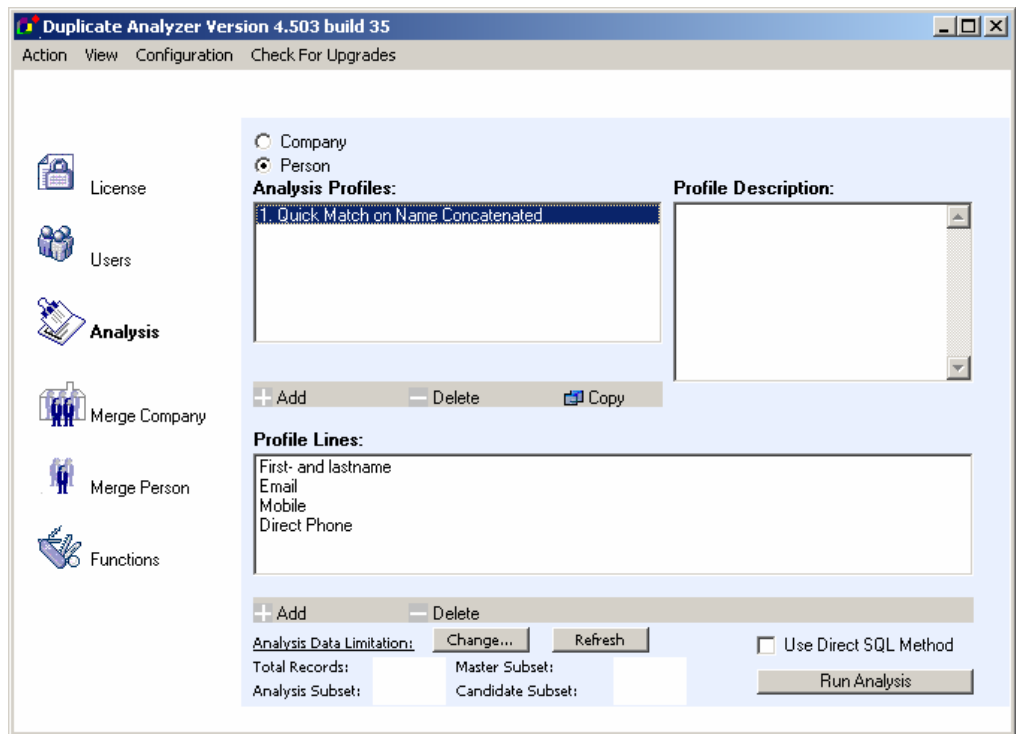 Duplicate Analyzer Version 4.503 build 35
Action View Configuration Check For Upgrades
License
Users
Analysis
Merge Company
Merge Person
Functions
Company
Person
Analysis Profiles:
Profile Description:
1. Quick Match on Name Concatenated
Add Delete Copy
Profile Lines:
First- and lastname
Email
Mobile
Direct Phone
Add Delete
Analysis Data Limitation: Change... Refresh
Use Direct SQL Method
Total Records: Master Subset:
Analysis Subset: Candidate Subset:
Run Analysis